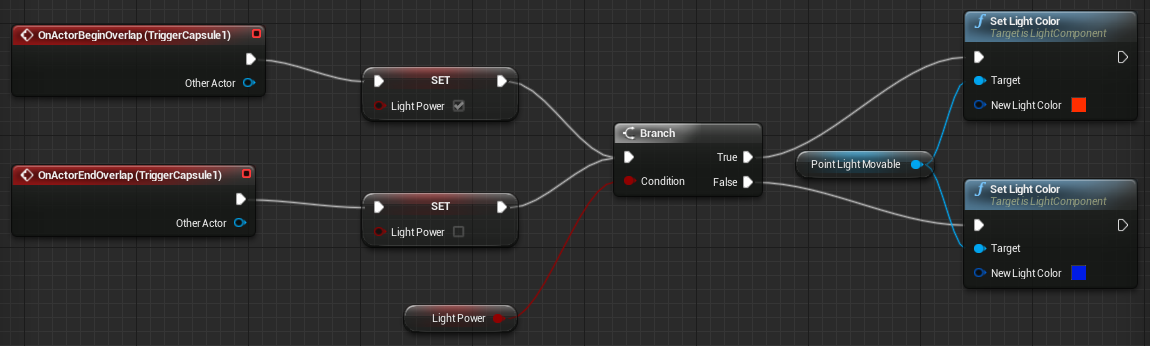 OnActorBeginOverlap (TriggerCapsule1)
Other Actor
SET
Light Power
OnActorEndOverlap (TriggerCapsule1)
Other Actor
SET
Light Power
Light Power
Branch
True
Condition
False
Point Light Movable
f Set Light Color
Target is LightComponent
Target
New Light Color
f Set Light Color
Target is LightComponent
Target
New Light Color